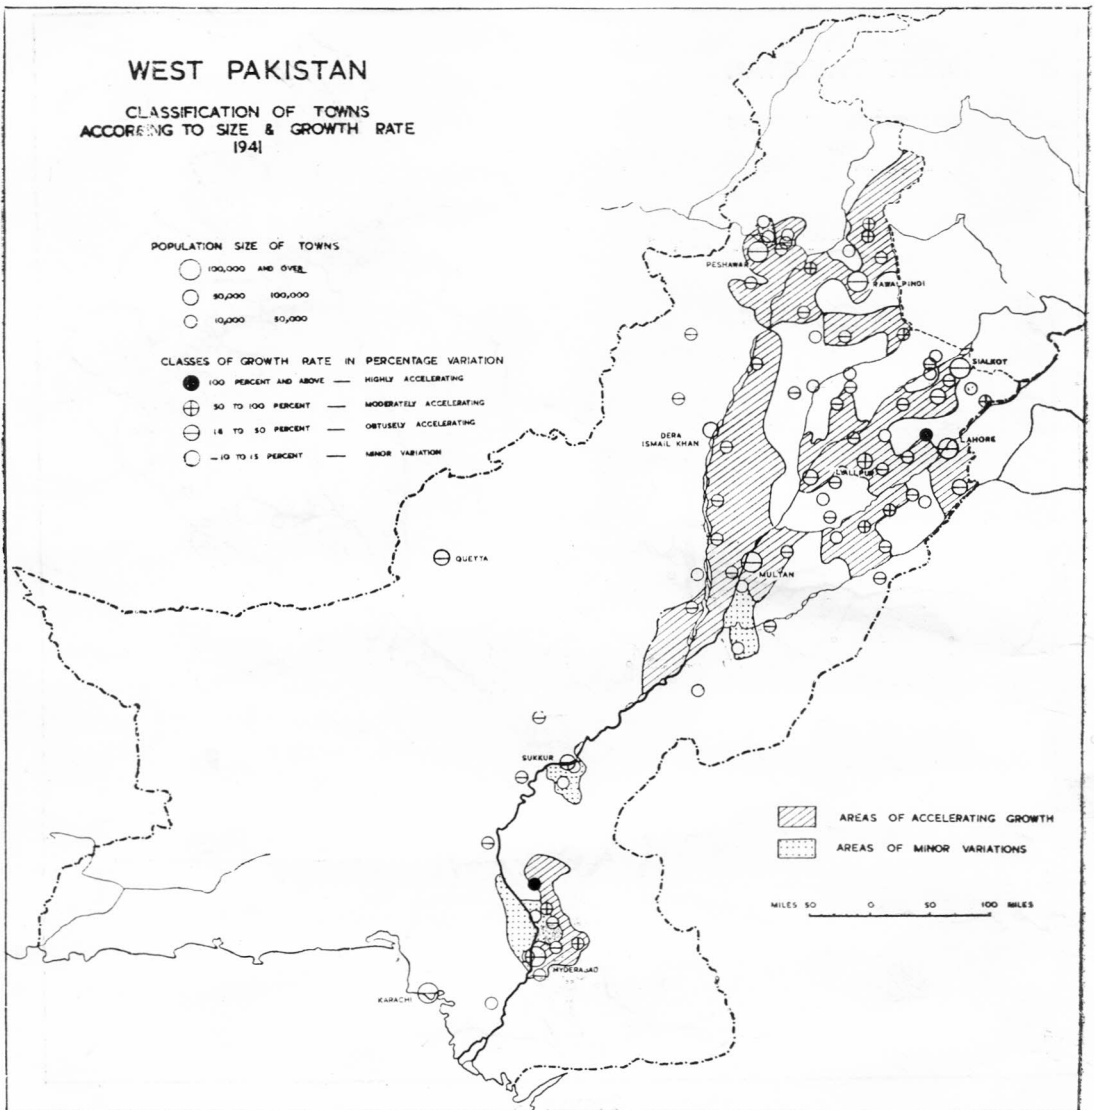 WEST PAKISTAN
CLASSIFICATION OF TOWNS
ACCORDING TO SIZE & GROWTH RATE
1941
POPULATION SIZE OF TOWNS
100,000 AND OVER
50,000 100,000
10,000 50,000
CLASSES OF GROWTH RATE IN PERCENTAGE VARIATION
100 PERCENT AND ABOVE — HIGHLY ACCELERATING
50 TO 100 PERCENT — MODERATELY ACCELERATING
TO 50 PERCENT — OBTUSELY ACCELERATING
-10 TO 15 PERCENT — MINOR VARIATION
PESHAWAR
RAWALPINDI
SIALKOT
DERA
ISMAIL KHAN
LAHORE
LYALLPUR
QUETTA
MULTAN
SUKKUR
AREAS OF ACCELERATING GROWTH
AREAS OF MINOR VARIATIONS
MILES 50 0 50 100 MILES
HYDERABAD
KARACHI